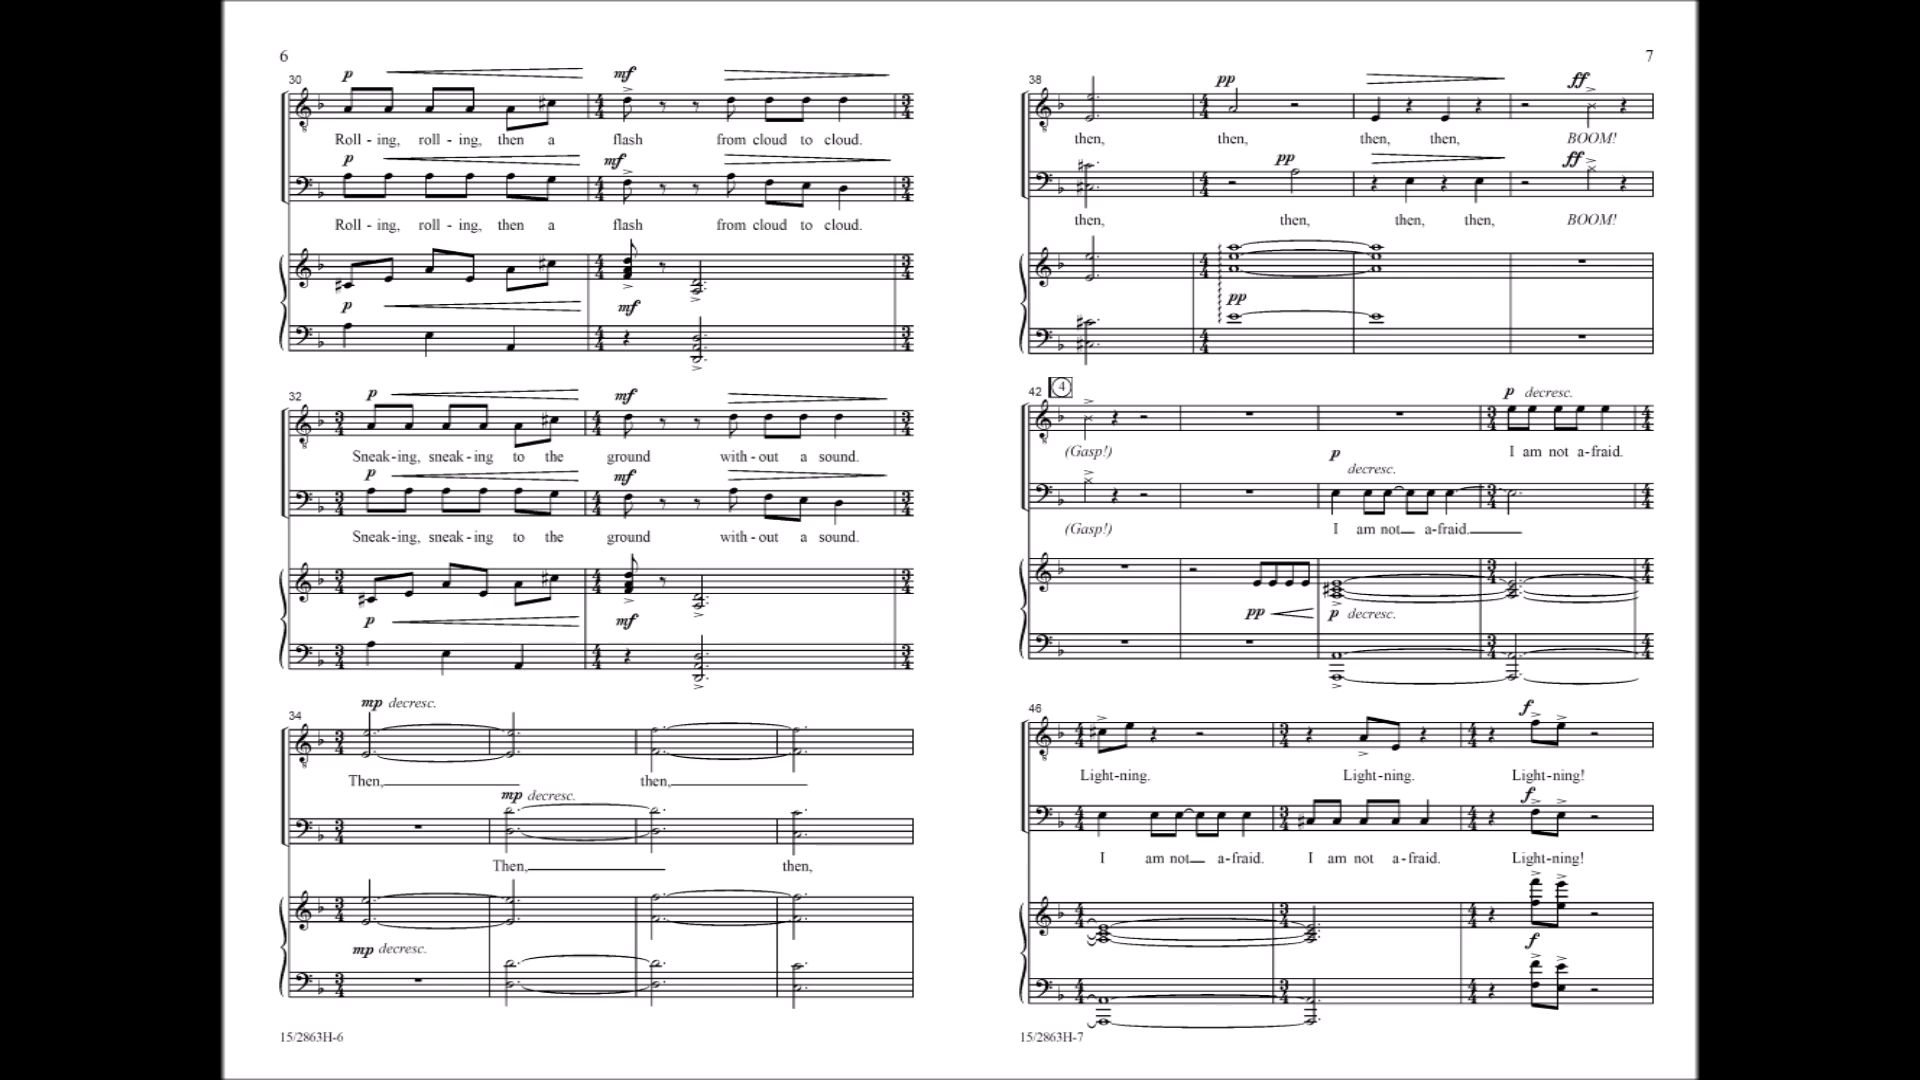 6
30 p mf
Roll - ing, roll - ing, then a flash from cloud to cloud.
p mf
Roll - ing, roll - ing, then a flash from cloud to cloud.
p mf
32 p mf
Sneak - ing, sneak - ing to the ground with - out a sound.
p mf
Sneak - ing, sneak - ing to the ground with - out a sound.
p mf
34 mp decresc.
Then, then,
mp decresc.
Then, then,
mp decresc.
15/2863H-6
7
38 pp ff
then, then, then, then, BOOM!
pp ff
then, then, then, then, BOOM!
pp
42 4 p decresc.
(Gasp!) I am not a-fraid.
p decresc.
(Gasp!) I am not a-fraid.
pp p decresc.
46 f
Light-ning. Light-ning. Light-ning!
f
I am not a-fraid. I am not a-fraid. Light-ning!
f
15/2863H-7